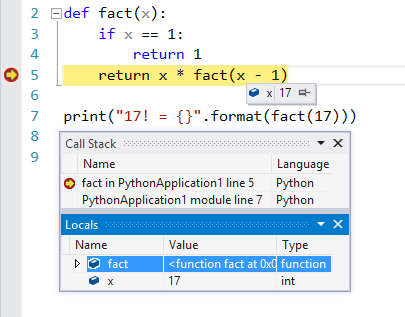 2 def fact(x):
3 if x == 1:
4 return 1
5 return x * fact(x - 1)
x 17
6
7 print("17! = {}".format(fact(17)))
8
9
Call Stack
Name Language
fact in PythonApplication1 line 5 Python
PythonApplication1 module line 7 Python
Locals
Name Value Type
fact <function fact at 0x0 function
x 17 int